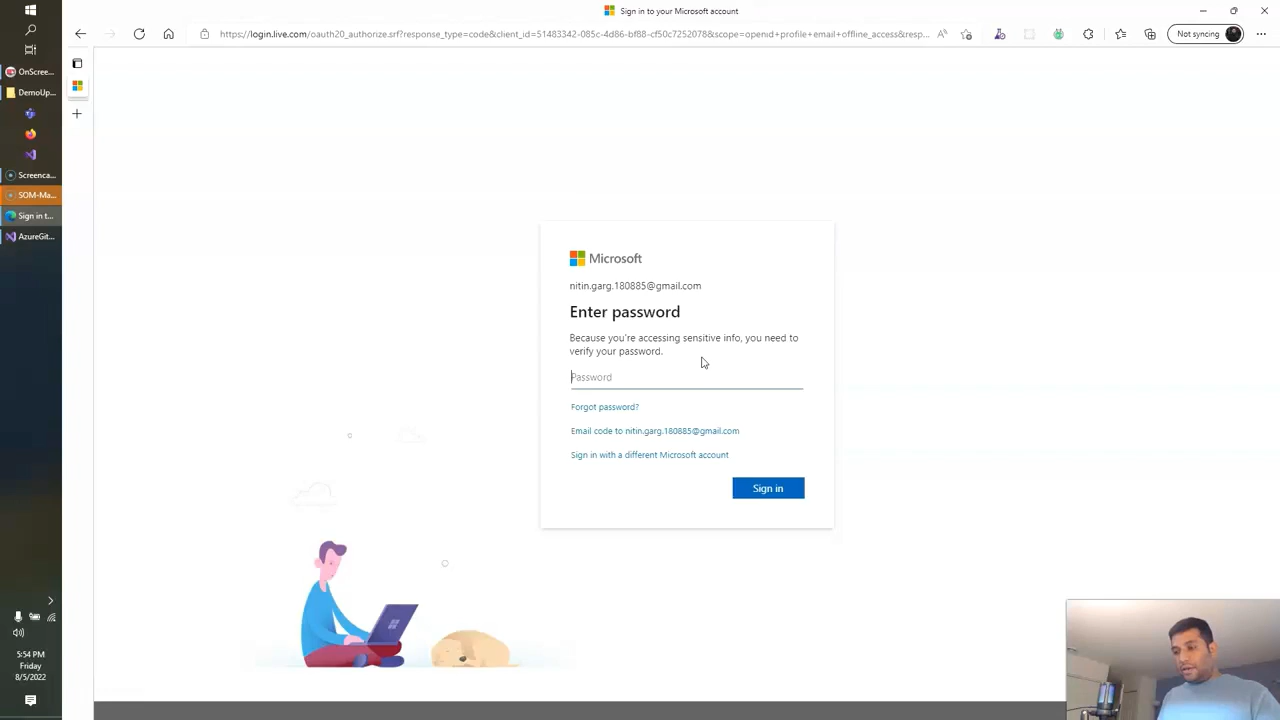 Sign in to your Microsoft account
https://login.live.com/oauth20_authorize.srf?response_type=code&client_id=51483342-085c-4d86-bf88-cf50c7252078&scope=openid+profile+email+offline_access&resp...
Not syncing
OnScree...
DemoUp...
Screenca...
SOM-Ma...
Sign in t...
AzureGit...
Microsoft
nitin.garg.180885@gmail.com
Enter password
Because you're accessing sensitive info, you need to
verify your password.
Password
Forgot password?
Email code to nitin.garg.180885@gmail.com
Sign in with a different Microsoft account
Sign in
5:54 PM
Friday
8/5/2022